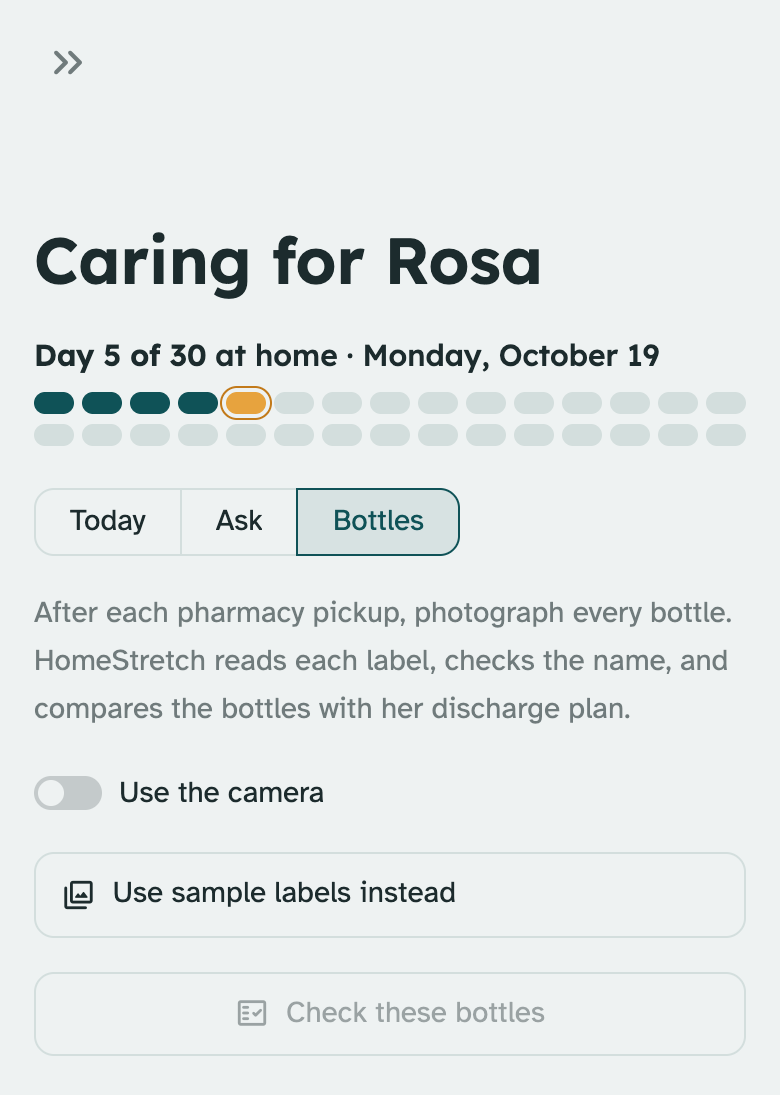 Caring for Rosa
Day 5 of 30 at home · Monday, October 19
Today
Ask
Bottles
After each pharmacy pickup, photograph every bottle.
HomeStretch reads each label, checks the name, and
compares the bottles with her discharge plan.
Use the camera
Use sample labels instead
Check these bottles